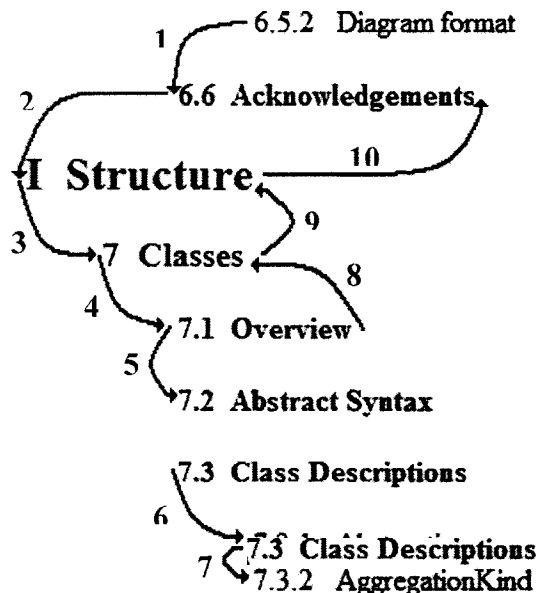 1 6.5.2 Diagram format
2 6.6 Acknowledgements
10
I Structure
9
3 7 Classes
8
4
7.1 Overview
5
7.2 Abstract Syntax
7.3 Class Descriptions
6
7.3 Class Descriptions
7
7.3.2 AggregationKind